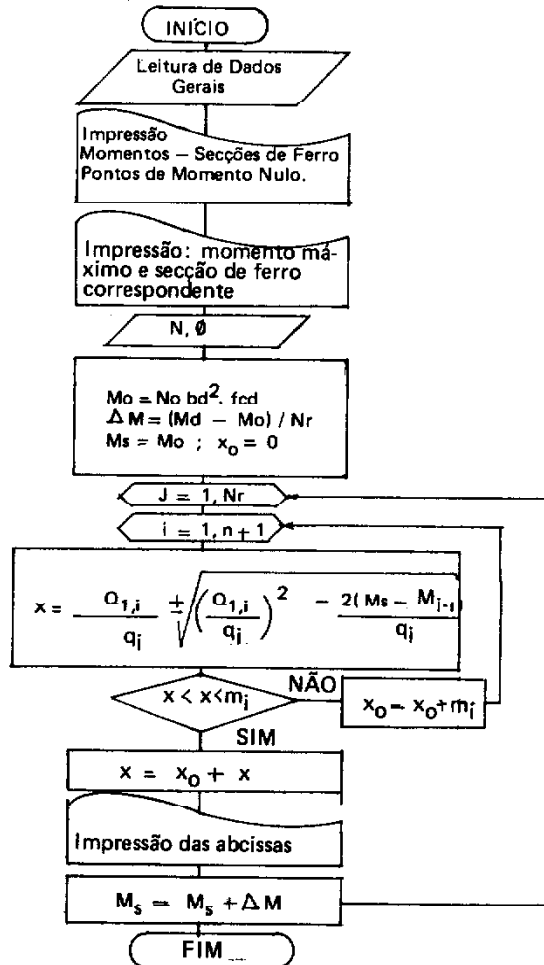 INÍCIO
Leitura de Dados
Gerais
Impressão
Momentos – Secções de Ferro
Pontos de Momento Nulo.
Impressão: momento má-
ximo e secção de ferro
correspondente
N, Ø
Mo = No bd². fcd
Δ M = (Md – Mo) / Nr
Ms = Mo ; x₀ = 0
J = 1, Nr
i = 1, n + 1
x = Q₁,ᵢ / qᵢ ± √( (Q₁,ᵢ / qᵢ)² – 2( Ms – Mᵢ₋₁) / qᵢ )
x < x < mᵢ
NÃO
x₀ = x₀ + mᵢ
SIM
x = x₀ + x
Impressão das abcissas
Mₛ = Mₛ + Δ M
FIM